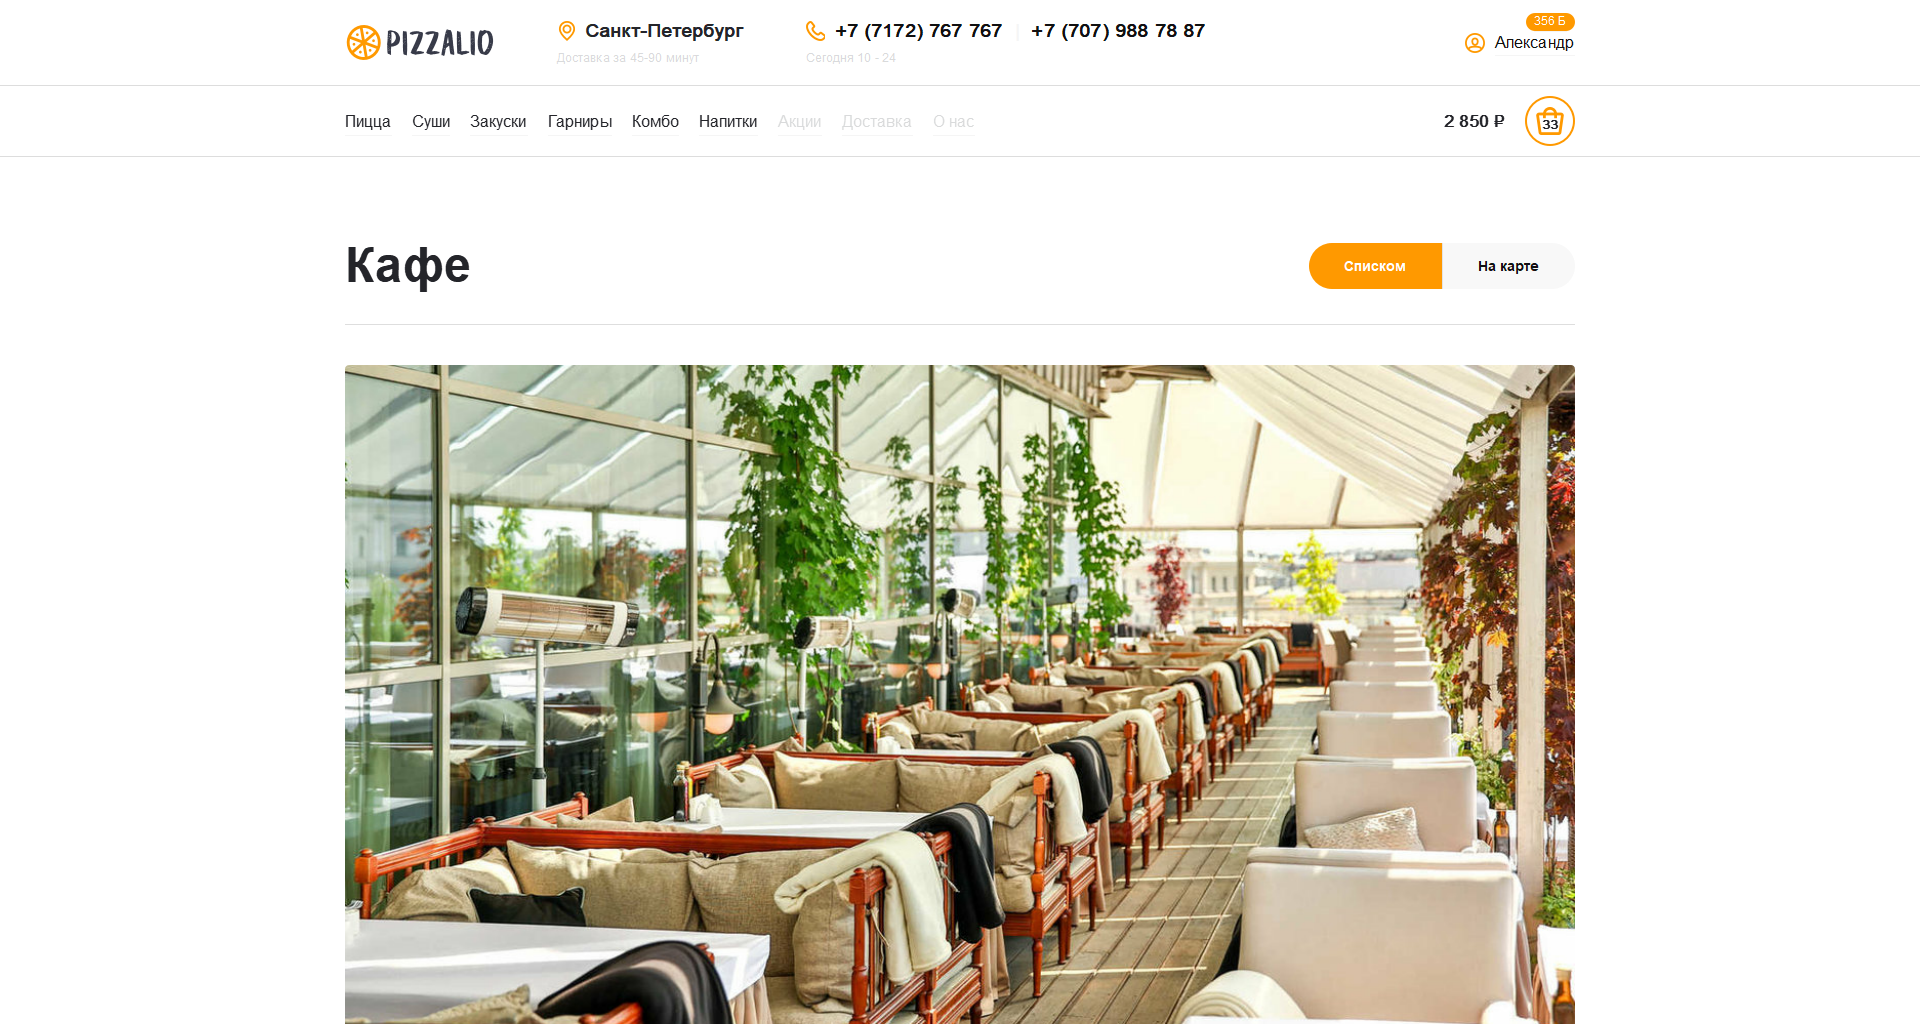 PIZZALIO
Санкт-Петербург
Доставка за 45-90 минут
+7 (7172) 767 767 +7 (707) 988 78 87
Сегодня 10 - 24
356 Б
Александр
Пицца Суши Закуски Гарниры Комбо Напитки Акции Доставка О нас
2 850 ₽
33
Кафе
Списком На карте